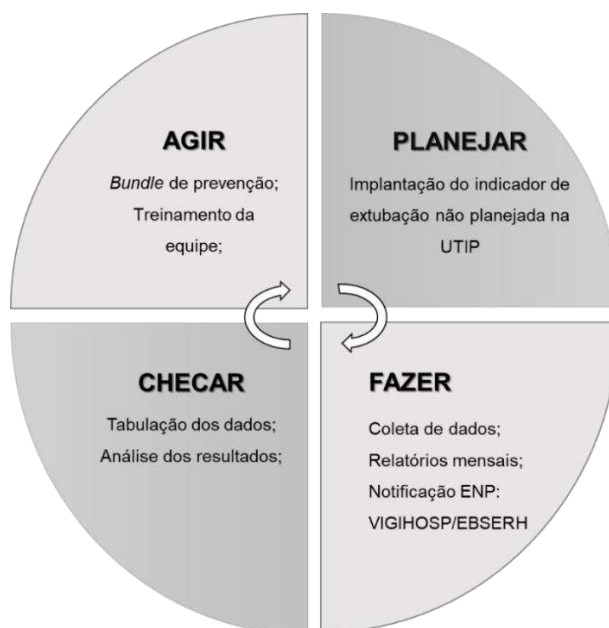 AGIR
Bundle de prevenção;
Treinamento da
equipe;
PLANEJAR
Implantação do indicador de
extubação não planejada na
UTIP
CHECAR
Tabulação dos dados;
Análise dos resultados;
FAZER
Coleta de dados;
Relatórios mensais;
Notificação ENP:
VIGIHOSP/EBSERH